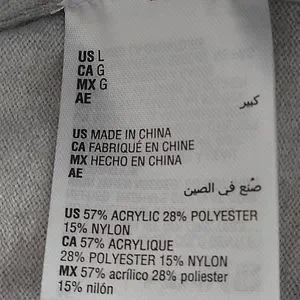 US L
CA G
MX G
AE
كبير
US MADE IN CHINA
CA FABRIQUÉ EN CHINE
MX HECHO EN CHINA
AE
صُنع في الصين
US 57% ACRYLIC 28% POLYESTER
15% NYLON
CA 57% ACRYLIQUE
28% POLYESTER 15% NYLON
MX 57% acrílico 28% poliester
15% nilón